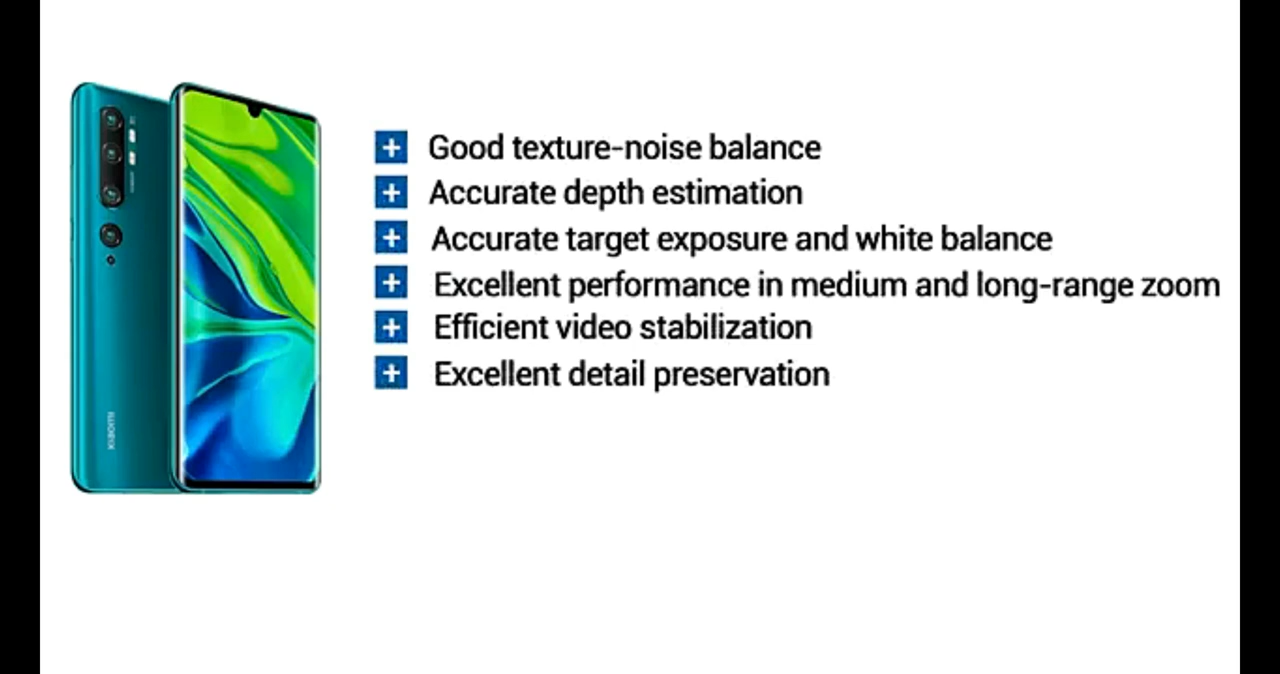 Good texture-noise balance
Accurate depth estimation
Accurate target exposure and white balance
Excellent performance in medium and long-range zoom
Efficient video stabilization
Excellent detail preservation
xiaomi